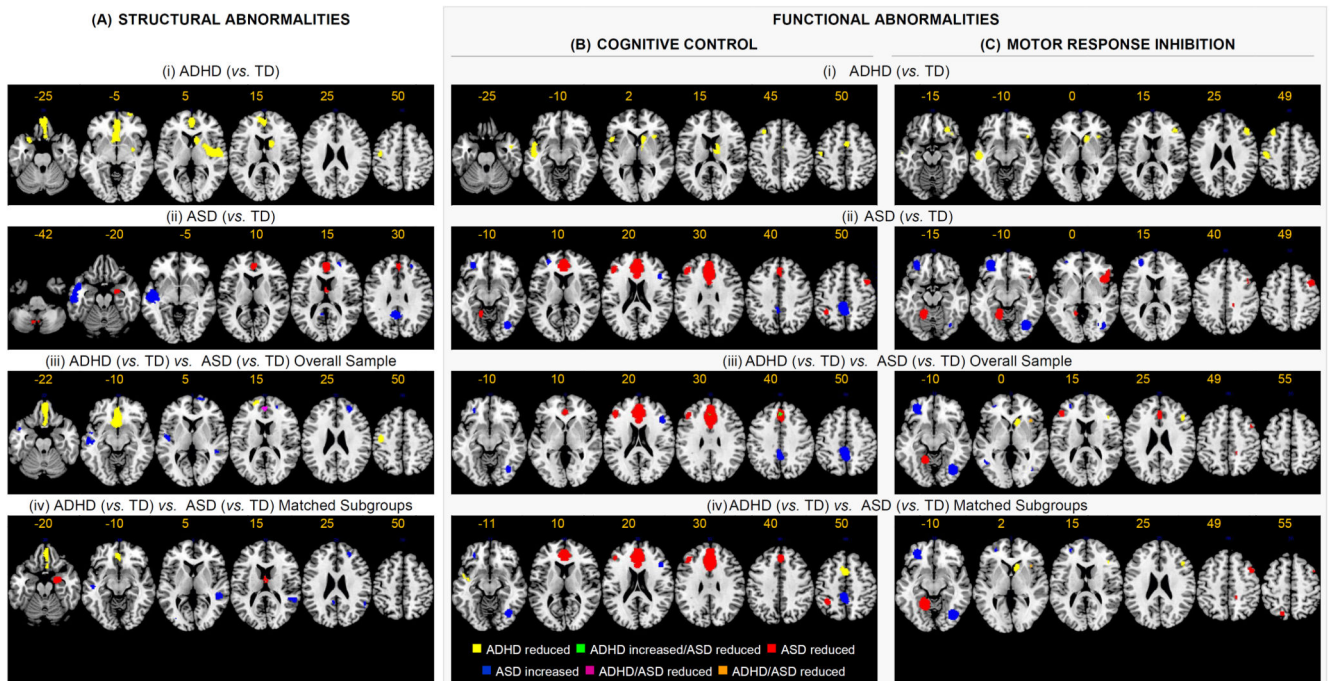 (A) STRUCTURAL ABNORMALITIES
FUNCTIONAL ABNORMALITIES
(B) COGNITIVE CONTROL
(C) MOTOR RESPONSE INHIBITION
(i) ADHD (vs. TD)
-25 -5 5 15 25 50
(i) ADHD (vs. TD)
-25 -10 2 15 45 50
-15 -10 0 15 25 49
(ii) ASD (vs. TD)
-42 -20 -5 10 15 30
(ii) ASD (vs. TD)
-10 10 20 30 40 50
-15 -10 0 15 40 49
(iii) ADHD (vs. TD) vs. ASD (vs. TD) Overall Sample
-22 -10 5 15 25 50
(iii) ADHD (vs. TD) vs. ASD (vs. TD) Overall Sample
-10 10 20 30 40 50
-10 0 15 25 49 55
(iv) ADHD (vs. TD) vs. ASD (vs. TD) Matched Subgroups
-20 -10 5 15 25 50
(iv) ADHD (vs. TD) vs. ASD (vs. TD) Matched Subgroups
-11 10 20 30 40 50
-10 2 15 25 49 55
ADHD reduced ADHD increased/ASD reduced ASD reduced
ASD increased ADHD/ASD reduced ADHD/ASD reduced